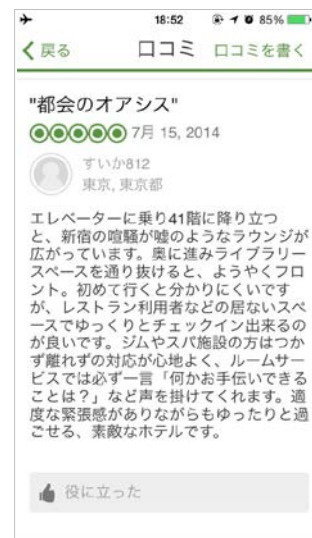 18:52 85%
戻る 口コミ 口コミを書く
"都会のオアシス"
7月 15, 2014
すいか812
東京, 東京都
エレベーターに乗り41階に降り立つ
と、新宿の喧騒が嘘のようなラウンジが
広がっています。奥に進みライブラリー
スペースを通り抜けると、ようやくフロ
ント。初めて行くと分かりにくいです
が、レストラン利用者などの居ないスペ
ースでゆっくりとチェックイン出来るの
が良いです。ジムやスパ施設の方はつか
ず離れずの対応が心地よく、ルームサー
ビスでは必ず一言「何かお手伝いできる
ことは？」など声を掛けてくれます。適
度な緊張感がありながらもゆったりと過
ごせる、素敵なホテルです。
役に立った